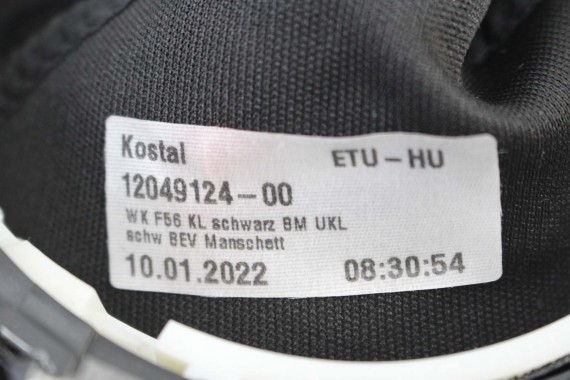 Kostal ETU-HU
12049124-00
WK F56 KL schwarz BM UKL
schw BEV Manschett
10.01.2022 08:30:54